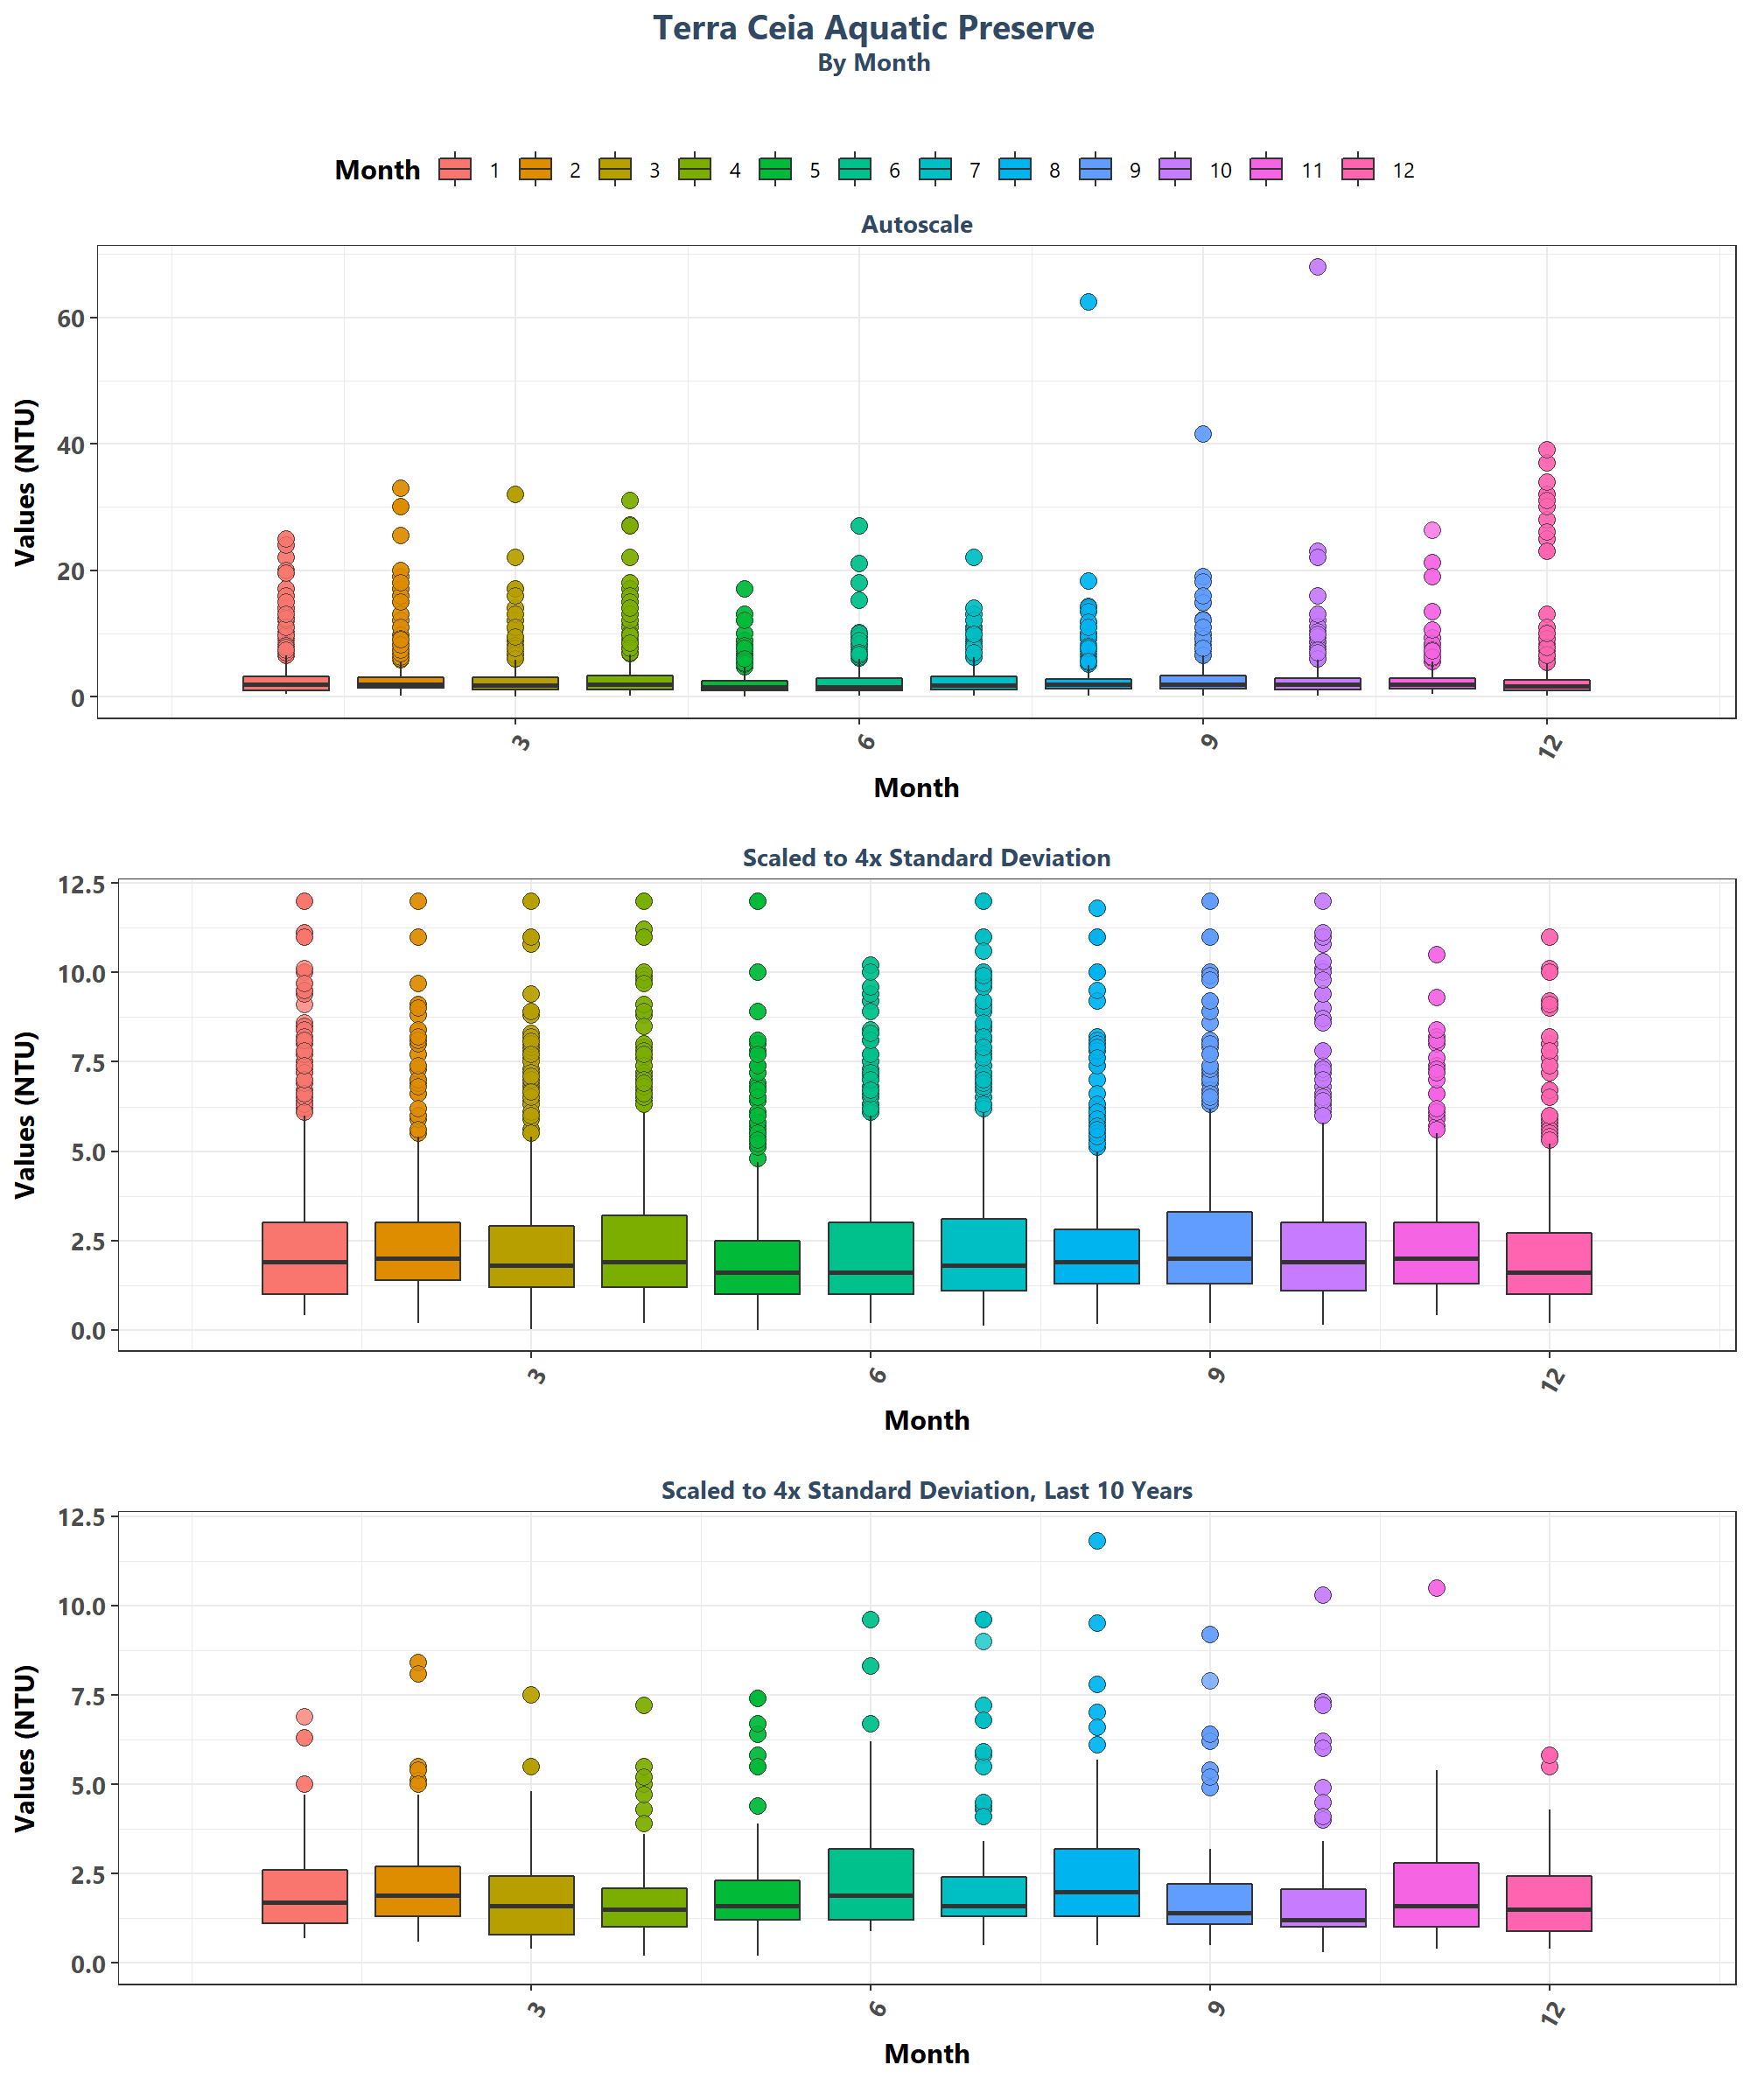 Terra Ceia Aquatic Preserve
By Month
Month 1 2 3 4 5 6 7 8 9 10 11 12
Autoscale
Values (NTU)
60
40
20
0
3 6 9 12
Month
Scaled to 4x Standard Deviation
Values (NTU)
12.5
10.0
7.5
5.0
2.5
0.0
3 6 9 12
Month
Scaled to 4x Standard Deviation, Last 10 Years
Values (NTU)
12.5
10.0
7.5
5.0
2.5
0.0
3 6 9 12
Month